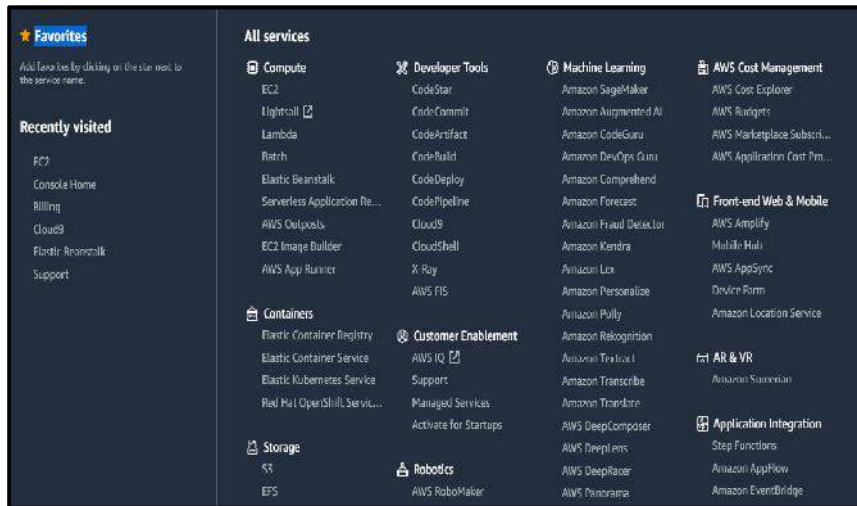 Favorites
Add favorites by clicking on the star next to
the service name.
Recently visited
EC2
Console Home
Billing
Cloud9
Elastic Beanstalk
Support
All services
Compute
EC2
Lightsail
Lambda
Batch
Elastic Beanstalk
Serverless Application Re...
AWS Outposts
EC2 Image Builder
AWS App Runner
Containers
Elastic Container Registry
Elastic Container Service
Elastic Kubernetes Service
Red Hat OpenShift Servic...
Storage
S3
EFS
Developer Tools
CodeStar
CodeCommit
CodeArtifact
CodeBuild
CodeDeploy
CodePipeline
Cloud9
CloudShell
X-Ray
AWS FIS
Customer Enablement
AWS IQ
Support
Managed Services
Activate for Startups
Robotics
AWS RoboMaker
Machine Learning
Amazon SageMaker
Amazon Augmented AI
Amazon CodeGuru
Amazon DevOps Guru
Amazon Comprehend
Amazon Forecast
Amazon Fraud Detector
Amazon Kendra
Amazon Lex
Amazon Personalize
Amazon Polly
Amazon Rekognition
Amazon Textract
Amazon Transcribe
Amazon Translate
AWS DeepComposer
AWS DeepLens
AWS DeepRacer
AWS Panorama
AWS Cost Management
AWS Cost Explorer
AWS Budgets
AWS Marketplace Subscri...
AWS Application Cost Pro...
Front-end Web & Mobile
AWS Amplify
Mobile Hub
AWS AppSync
Device Farm
Amazon Location Service
AR & VR
Amazon Sumerian
Application Integration
Step Functions
Amazon AppFlow
Amazon EventBridge